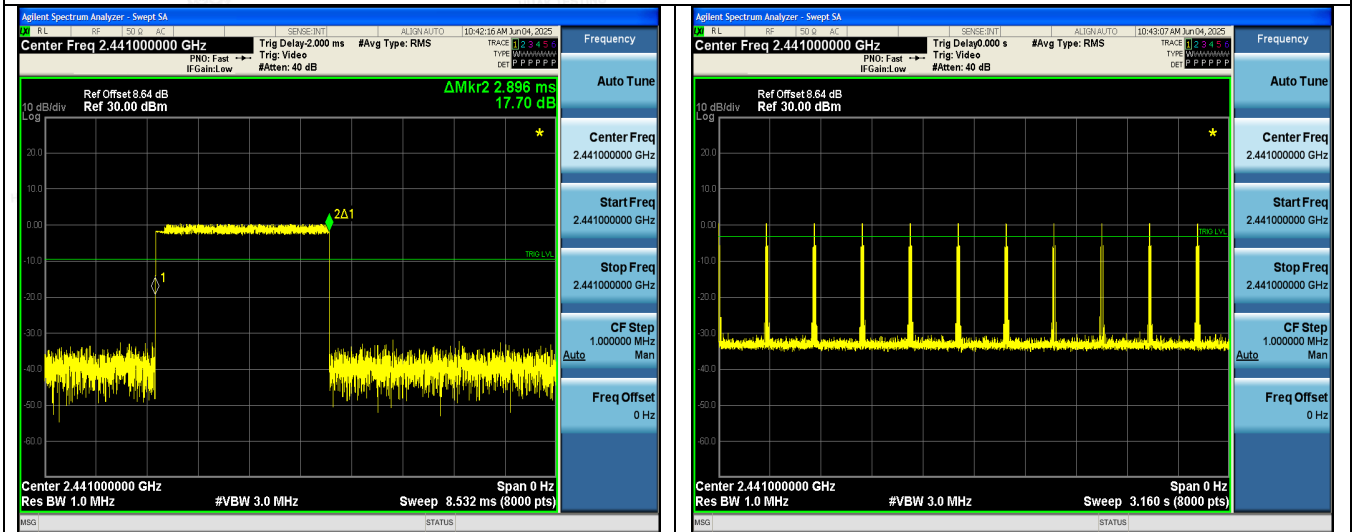 Agilent Spectrum Analyzer - Swept SA
LXI RL RF 50 Ω AC SENSE:INT ALIGN AUTO 10:42:16 AM Jun 04, 2025
Center Freq 2.441000000 GHz
Trig Delay-2.000 ms #Avg Type: RMS
TRACE 1 2 3 4 5 6
PNO: Fast
Trig: Video
TYPE WWWWWW
IFGain:Low
#Atten: 40 dB
DET P P P P P P
ΔMkr2 2.896 ms
17.70 dB
Ref Offset 8.64 dB
10 dB/div Ref 30.00 dBm
Log
20.0
10.0
0.00
2Δ1
-10.0
TRIG LVL
1
-20.0
-30.0
-40.0
-50.0
-60.0
Center 2.441000000 GHz Span 0 Hz
Res BW 1.0 MHz #VBW 3.0 MHz Sweep 8.532 ms (8000 pts)
MSG STATUS
Frequency
Auto Tune
Center Freq
2.441000000 GHz
Start Freq
2.441000000 GHz
Stop Freq
2.441000000 GHz
CF Step
1.000000 MHz
Auto Man
Freq Offset
0 Hz
Agilent Spectrum Analyzer - Swept SA
LXI RL RF 50 Ω AC SENSE:INT ALIGN AUTO 10:43:07 AM Jun 04, 2025
Center Freq 2.441000000 GHz
Trig Delay0.000 s #Avg Type: RMS
TRACE 1 2 3 4 5 6
PNO: Fast
Trig: Video
TYPE WWWWWW
IFGain:Low
#Atten: 40 dB
DET P P P P P P
Ref Offset 8.64 dB
10 dB/div Ref 30.00 dBm
Log
20.0
10.0
0.00
TRIG LVL
-10.0
-20.0
-30.0
-40.0
-50.0
-60.0
Center 2.441000000 GHz Span 0 Hz
Res BW 1.0 MHz #VBW 3.0 MHz Sweep 3.160 s (8000 pts)
MSG STATUS
Frequency
Auto Tune
Center Freq
2.441000000 GHz
Start Freq
2.441000000 GHz
Stop Freq
2.441000000 GHz
CF Step
1.000000 MHz
Auto Man
Freq Offset
0 Hz